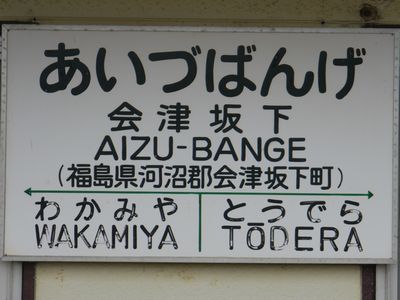 あいづばんげ
会津坂下
AIZU-BANGE
(福島県河沼郡会津坂下町)
わかみや とうでら
WAKAMIYA TŌDERA